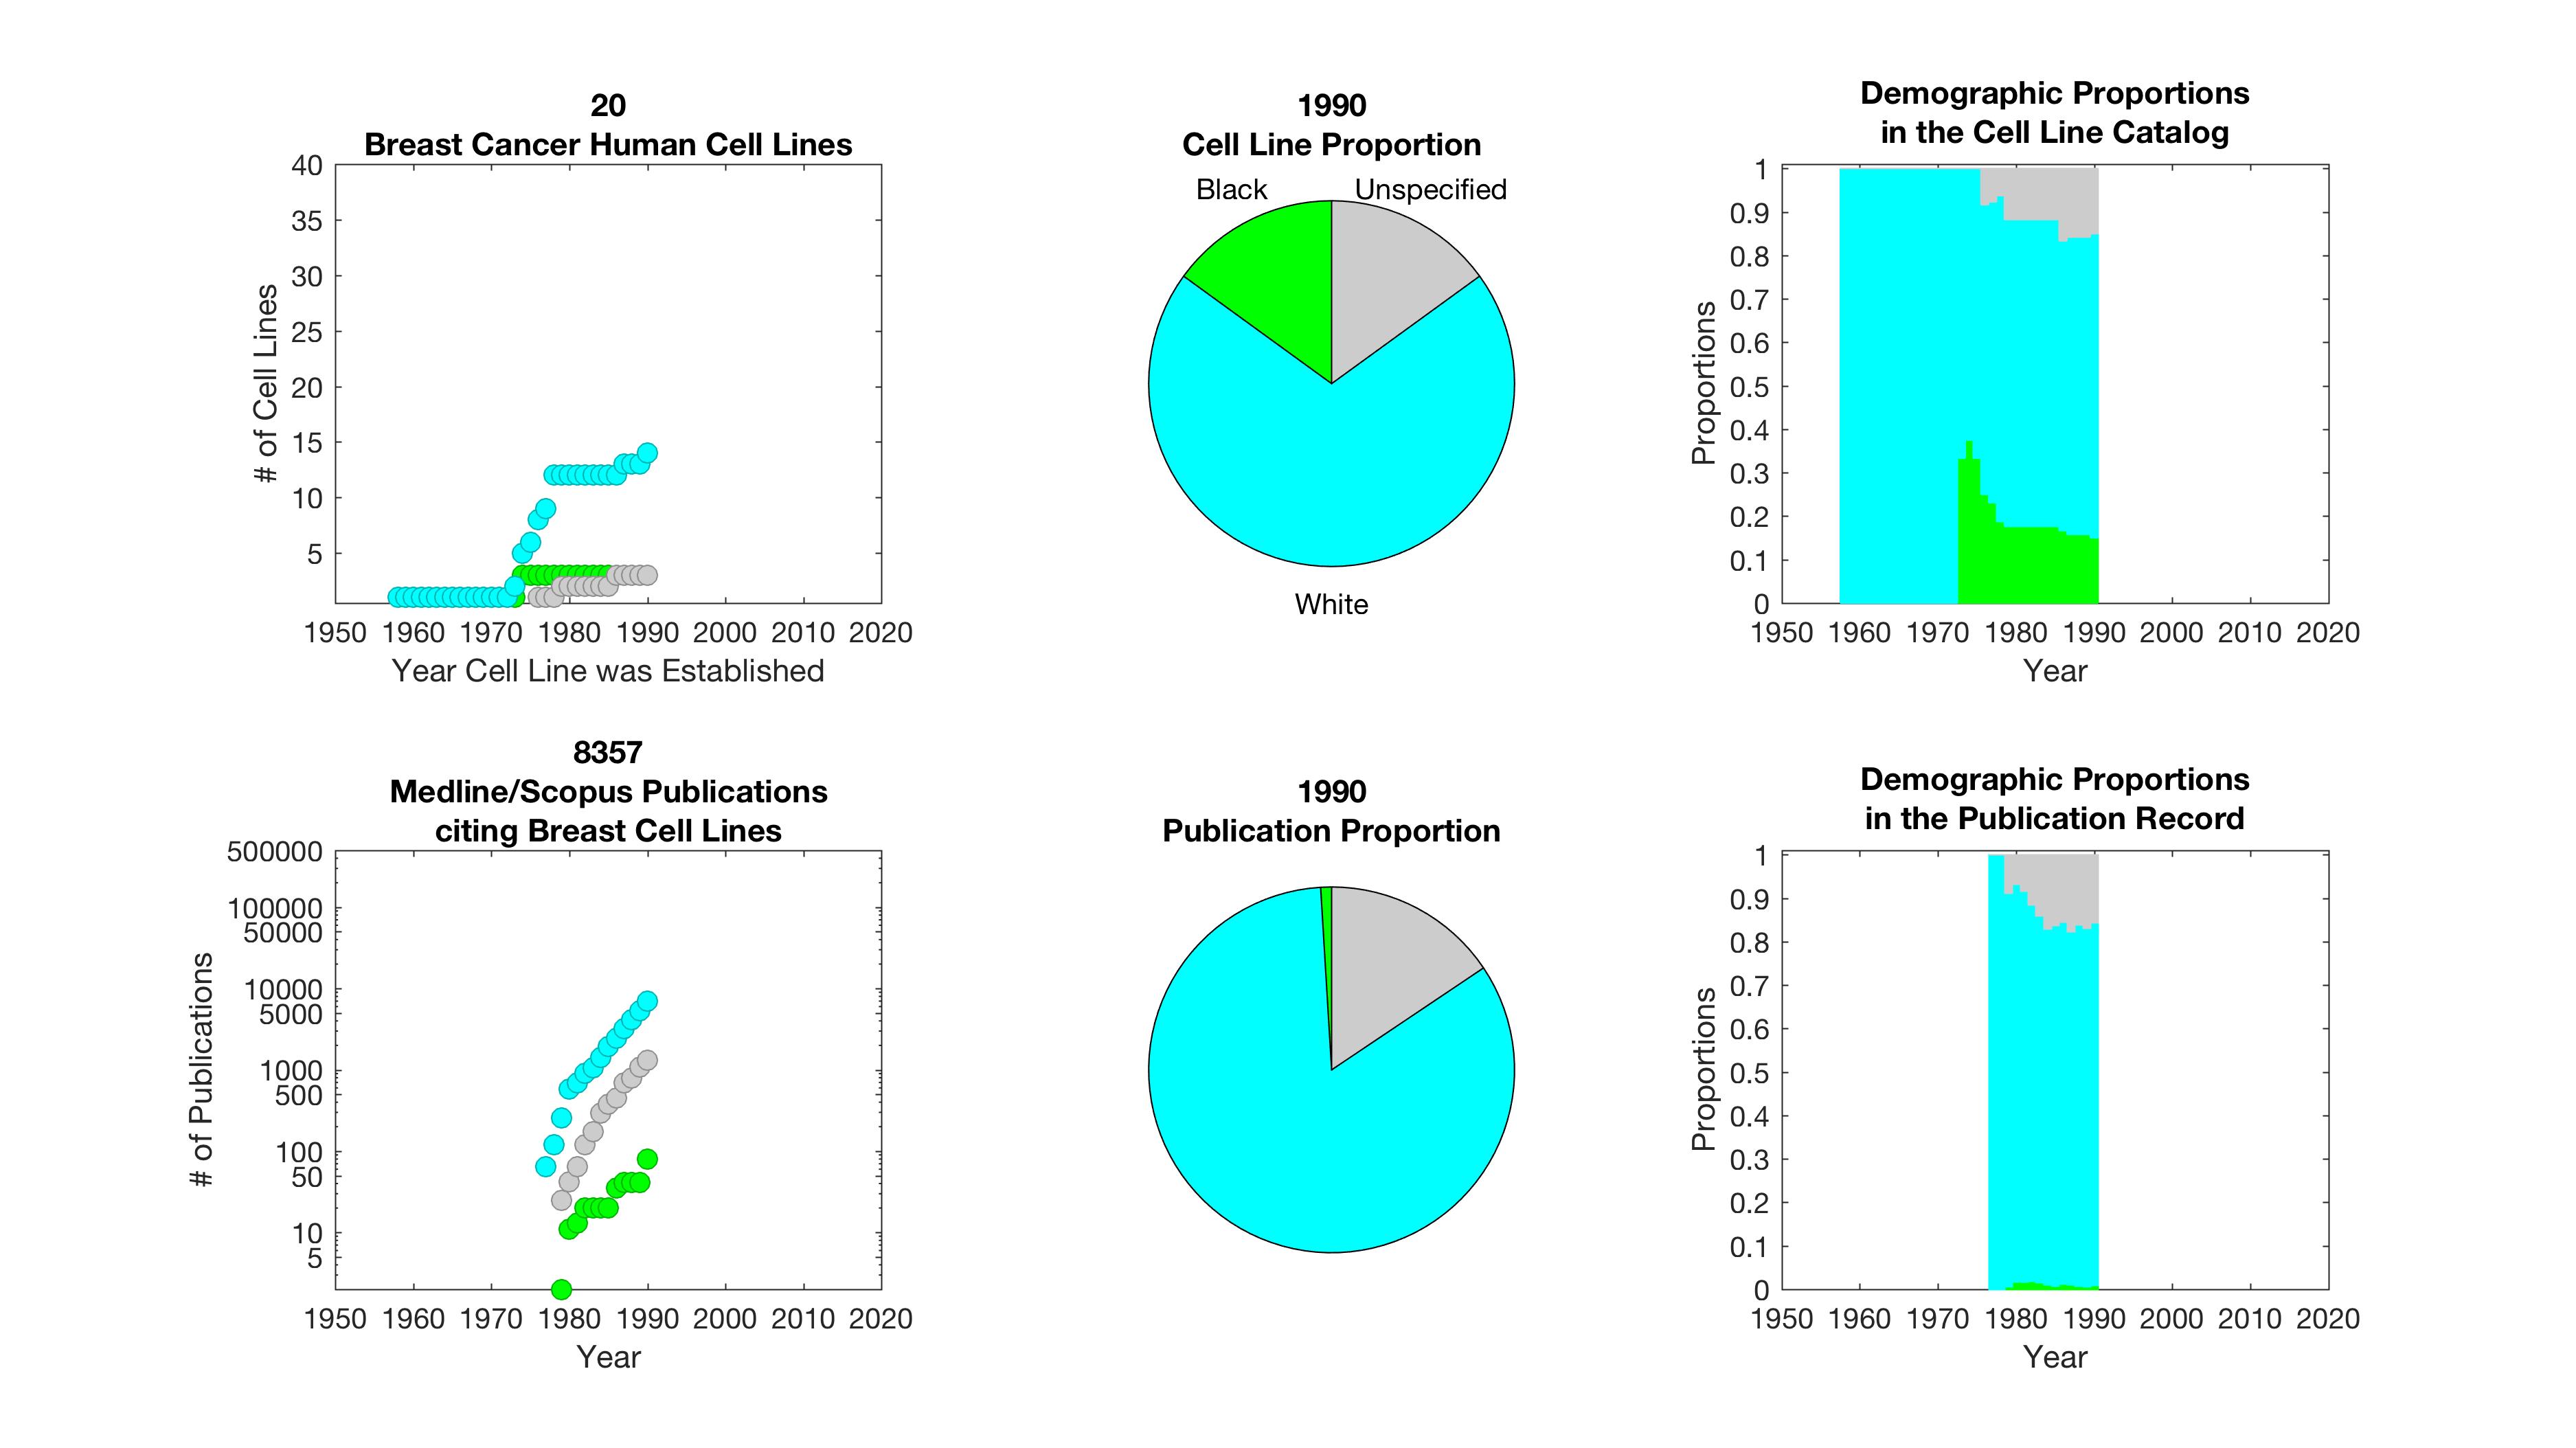 20
Breast Cancer Human Cell Lines
40
35
30
25
20
15
10
5
# of Cell Lines
1950 1960 1970 1980 1990 2000 2010 2020
Year Cell Line was Established
1990
Cell Line Proportion
Black Unspecified
White
Demographic Proportions
in the Cell Line Catalog
1
0.9
0.8
0.7
0.6
0.5
0.4
0.3
0.2
0.1
0
Proportions
1950 1960 1970 1980 1990 2000 2010 2020
Year
8357
Medline/Scopus Publications
citing Breast Cell Lines
500000
100000
50000
10000
5000
1000
500
100
50
10
5
# of Publications
1950 1960 1970 1980 1990 2000 2010 2020
Year
1990
Publication Proportion
Demographic Proportions
in the Publication Record
1
0.9
0.8
0.7
0.6
0.5
0.4
0.3
0.2
0.1
0
Proportions
1950 1960 1970 1980 1990 2000 2010 2020
Year